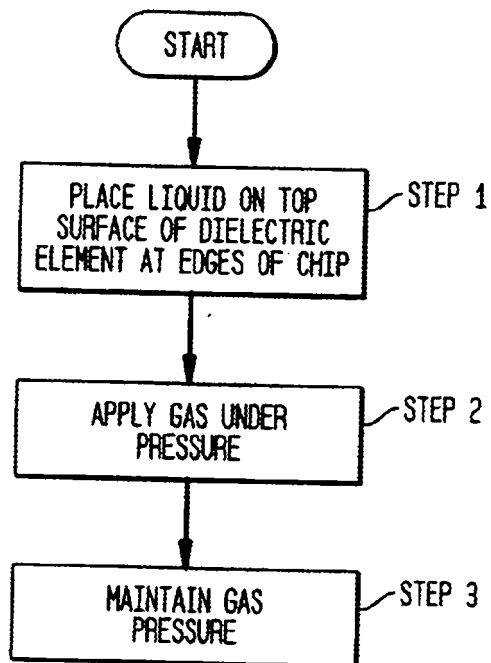 START
PLACE LIQUID ON TOP
SURFACE OF DIELECTRIC
ELEMENT AT EDGES OF CHIP
STEP 1
APPLY GAS UNDER
PRESSURE
STEP 2
MAINTAIN GAS
PRESSURE
STEP 3